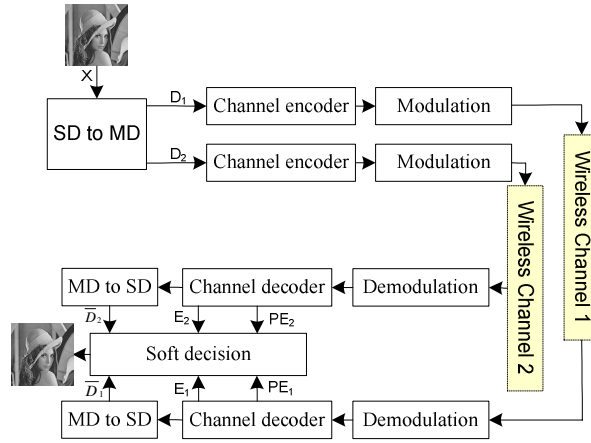 X
SD to MD
D₁
Channel encoder
Modulation
D₂
Channel encoder
Modulation
Wireless Channel 1
Wireless Channel 2
MD to SD
Channel decoder
Demodulation
D̅₂
E₂
PE₂
Soft decision
D̅₁
E₁
PE₁
MD to SD
Channel decoder
Demodulation